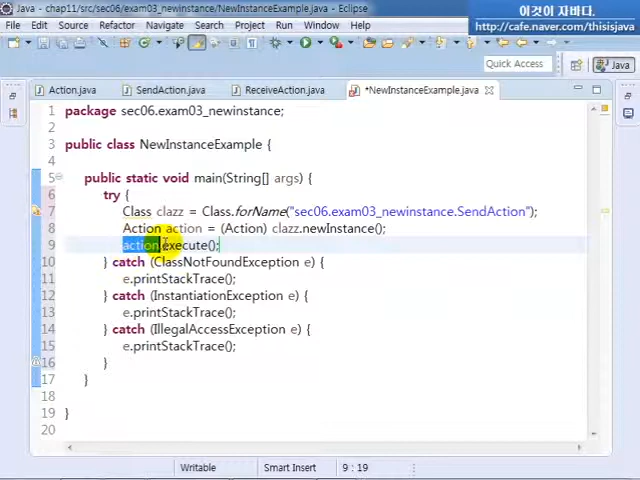 Java - chap11/src/sec06/exam03_newinstance/NewInstanceExample.java - Eclipse
이것이 자바다.
http://cafe.naver.com/thisisjava
File Edit Source Refactor Navigate Search Project Run Window Help
Quick Access
Java
Action.java SendAction.java ReceiveAction.java *NewInstanceExample.java
1 package sec06.exam03_newinstance;
2
3 public class NewInstanceExample {
4
5 public static void main(String[] args) {
6 try {
7 Class clazz = Class.forName("sec06.exam03_newinstance.SendAction");
8 Action action = (Action) clazz.newInstance();
9 action.execute();
10 } catch (ClassNotFoundException e) {
11 e.printStackTrace();
12 } catch (InstantiationException e) {
13 e.printStackTrace();
14 } catch (IllegalAccessException e) {
15 e.printStackTrace();
16 }
17 }
18
19 }
20
Writable Smart Insert 9 : 19